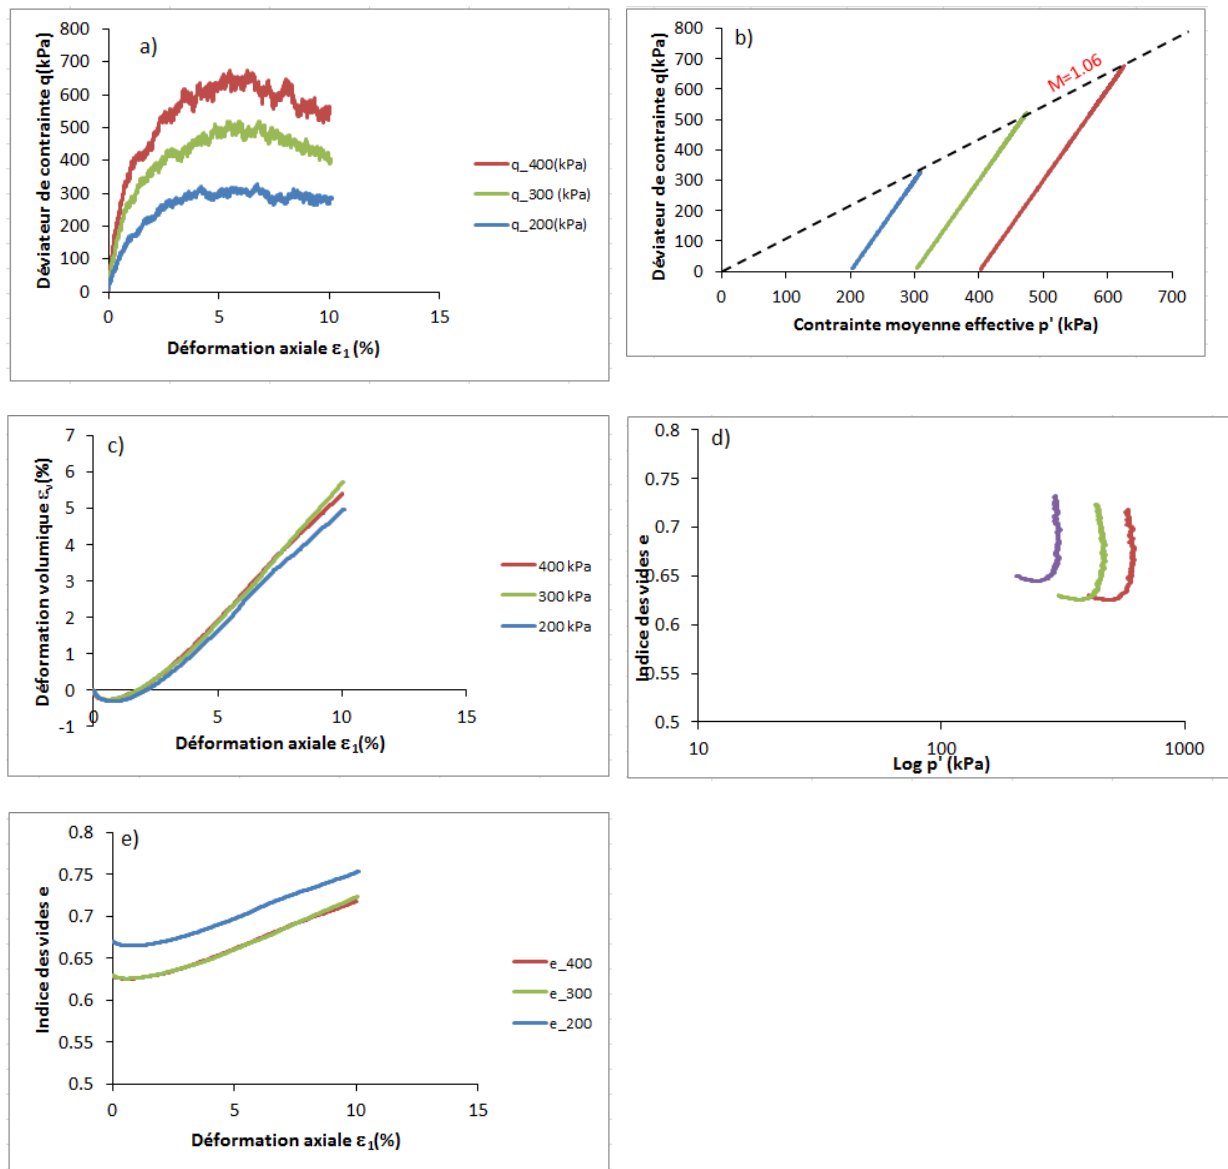 a)
Déviateur de contrainte q(kPa)
800
700
600
500
400
300
200
100
0
0
5
10
15
Déformation axiale ε1 (%)
q_400(kPa)
q_300 (kPa)
q_200(kPa)
b)
Déviateur de contrainte q(kPa)
800
700
600
500
400
300
200
100
0
M=1.06
0
100
200
300
400
500
600
700
Contrainte moyenne effective p' (kPa)
c)
Déformation volumique εv(%)
7
6
5
4
3
2
1
0
-1
0
5
10
15
Déformation axiale ε1(%)
400 kPa
300 kPa
200 kPa
d)
Indice des vides e
0.8
0.75
0.7
0.65
0.6
0.55
0.5
10
100
1000
Log p' (kPa)
e)
Indice des vides e
0.8
0.75
0.7
0.65
0.6
0.55
0.5
0
5
10
15
Déformation axiale ε1 (%)
e_400
e_300
e_200